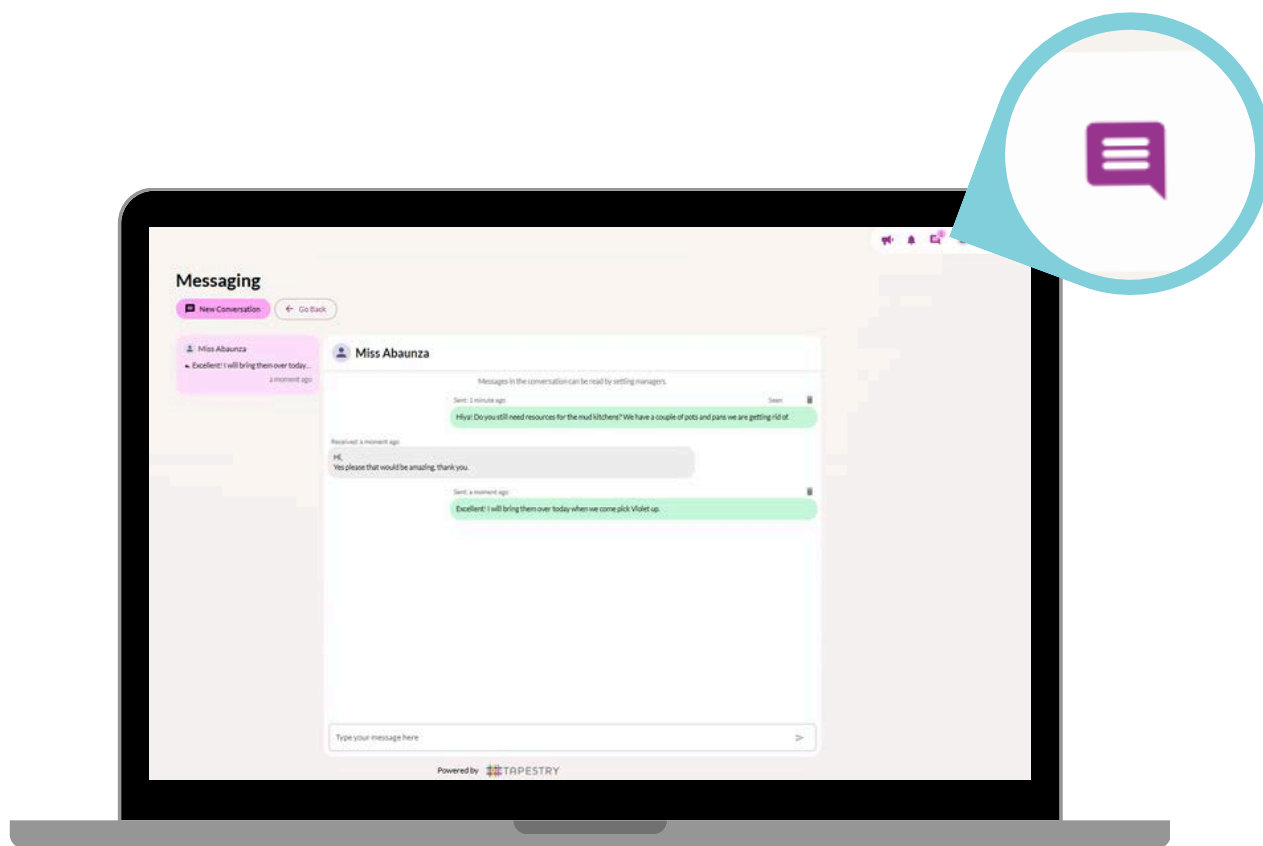 Messaging
New Conversation
Go Back
Miss Abaunza
Excellent! I will bring them over today...
a moment ago
Miss Abaunza
Messages in the conversation can be read by setting managers.
Sent: 1 minute ago Seen
Hiya! Do you still need resources for the mud kitchens? We have a couple of pots and pans we are getting rid of.
Received: a moment ago
Hi,
Yes please that would be amazing, thank you.
Sent: a moment ago
Excellent! I will bring them over today when we come pick Violet up.
Type your message here
Powered by TAPESTRY